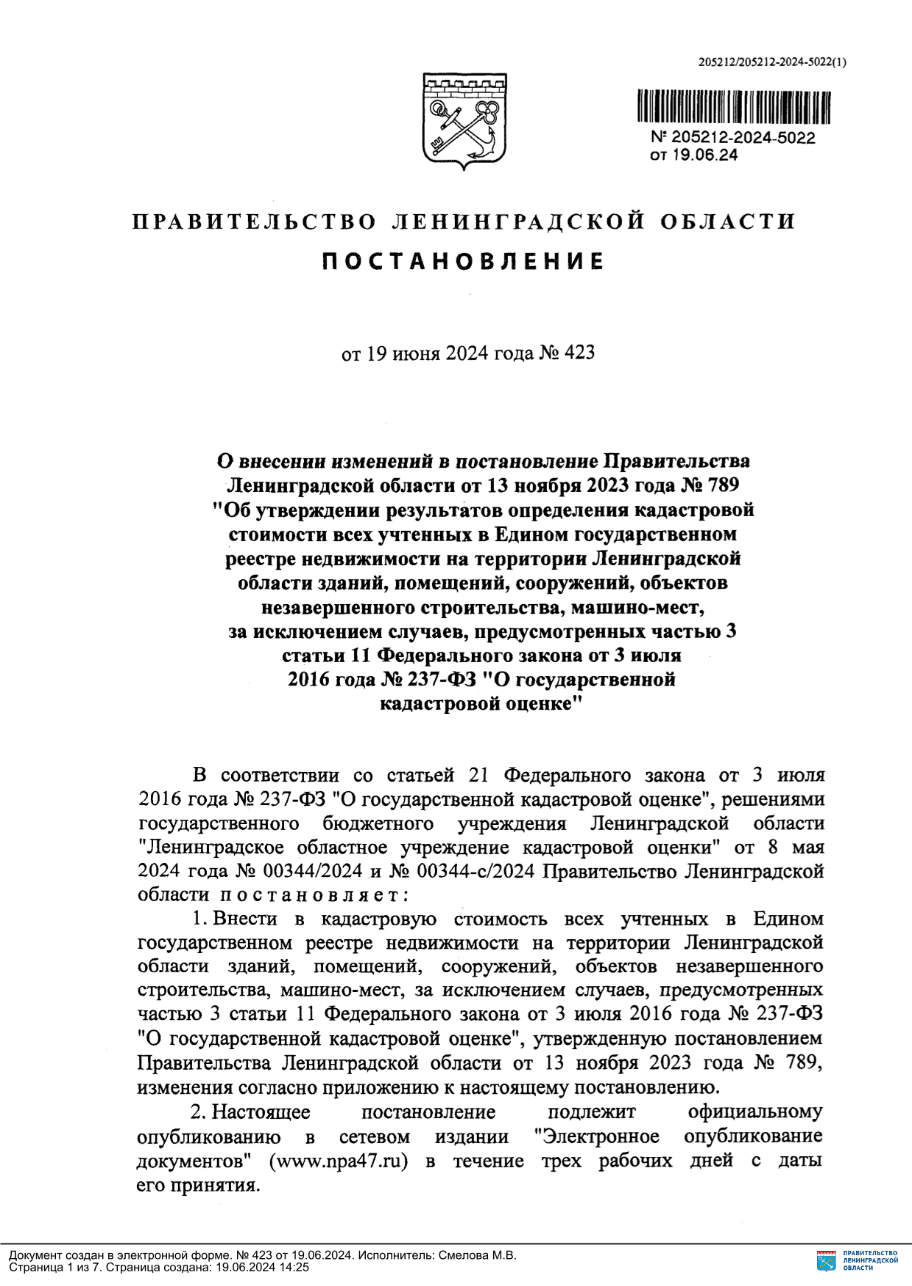 205212/205212-2024-5022(1)
№ 205212-2024-5022
от 19.06.24
ПРАВИТЕЛЬСТВО ЛЕНИНГРАДСКОЙ ОБЛАСТИ
ПОСТАНОВЛЕНИЕ
от 19 июня 2024 года № 423
О внесении изменений в постановление Правительства
Ленинградской области от 13 ноября 2023 года № 789
"Об утверждении результатов определения кадастровой
стоимости всех учтенных в Едином государственном
реестре недвижимости на территории Ленинградской
области зданий, помещений, сооружений, объектов
незавершенного строительства, машино-мест,
за исключением случаев, предусмотренных частью 3
статьи 11 Федерального закона от 3 июля
2016 года № 237-ФЗ "О государственной
кадастровой оценке"
В соответствии со статьей 21 Федерального закона от 3 июля
2016 года № 237-ФЗ "О государственной кадастровой оценке", решениями
государственного бюджетного учреждения Ленинградской области
"Ленинградское областное учреждение кадастровой оценки" от 8 мая
2024 года № 00344/2024 и № 00344-с/2024 Правительство Ленинградской
области п о с т а н о в л я е т :
1. Внести в кадастровую стоимость всех учтенных в Едином
государственном реестре недвижимости на территории Ленинградской
области зданий, помещений, сооружений, объектов незавершенного
строительства, машино-мест, за исключением случаев, предусмотренных
частью 3 статьи 11 Федерального закона от 3 июля 2016 года № 237-ФЗ
"О государственной кадастровой оценке", утвержденную постановлением
Правительства Ленинградской области от 13 ноября 2023 года № 789,
изменения согласно приложению к настоящему постановлению.
2. Настоящее постановление подлежит официальному
опубликованию в сетевом издании "Электронное опубликование
документов" (www.npa47.ru) в течение трех рабочих дней с даты
его принятия.
Документ создан в электронной форме. № 423 от 19.06.2024. Исполнитель: Смелова М.В.
Страница 1 из 7. Страница создана: 19.06.2024 14:25
ПРАВИТЕЛЬСТВО
ЛЕНИНГРАДСКОЙ
ОБЛАСТИ